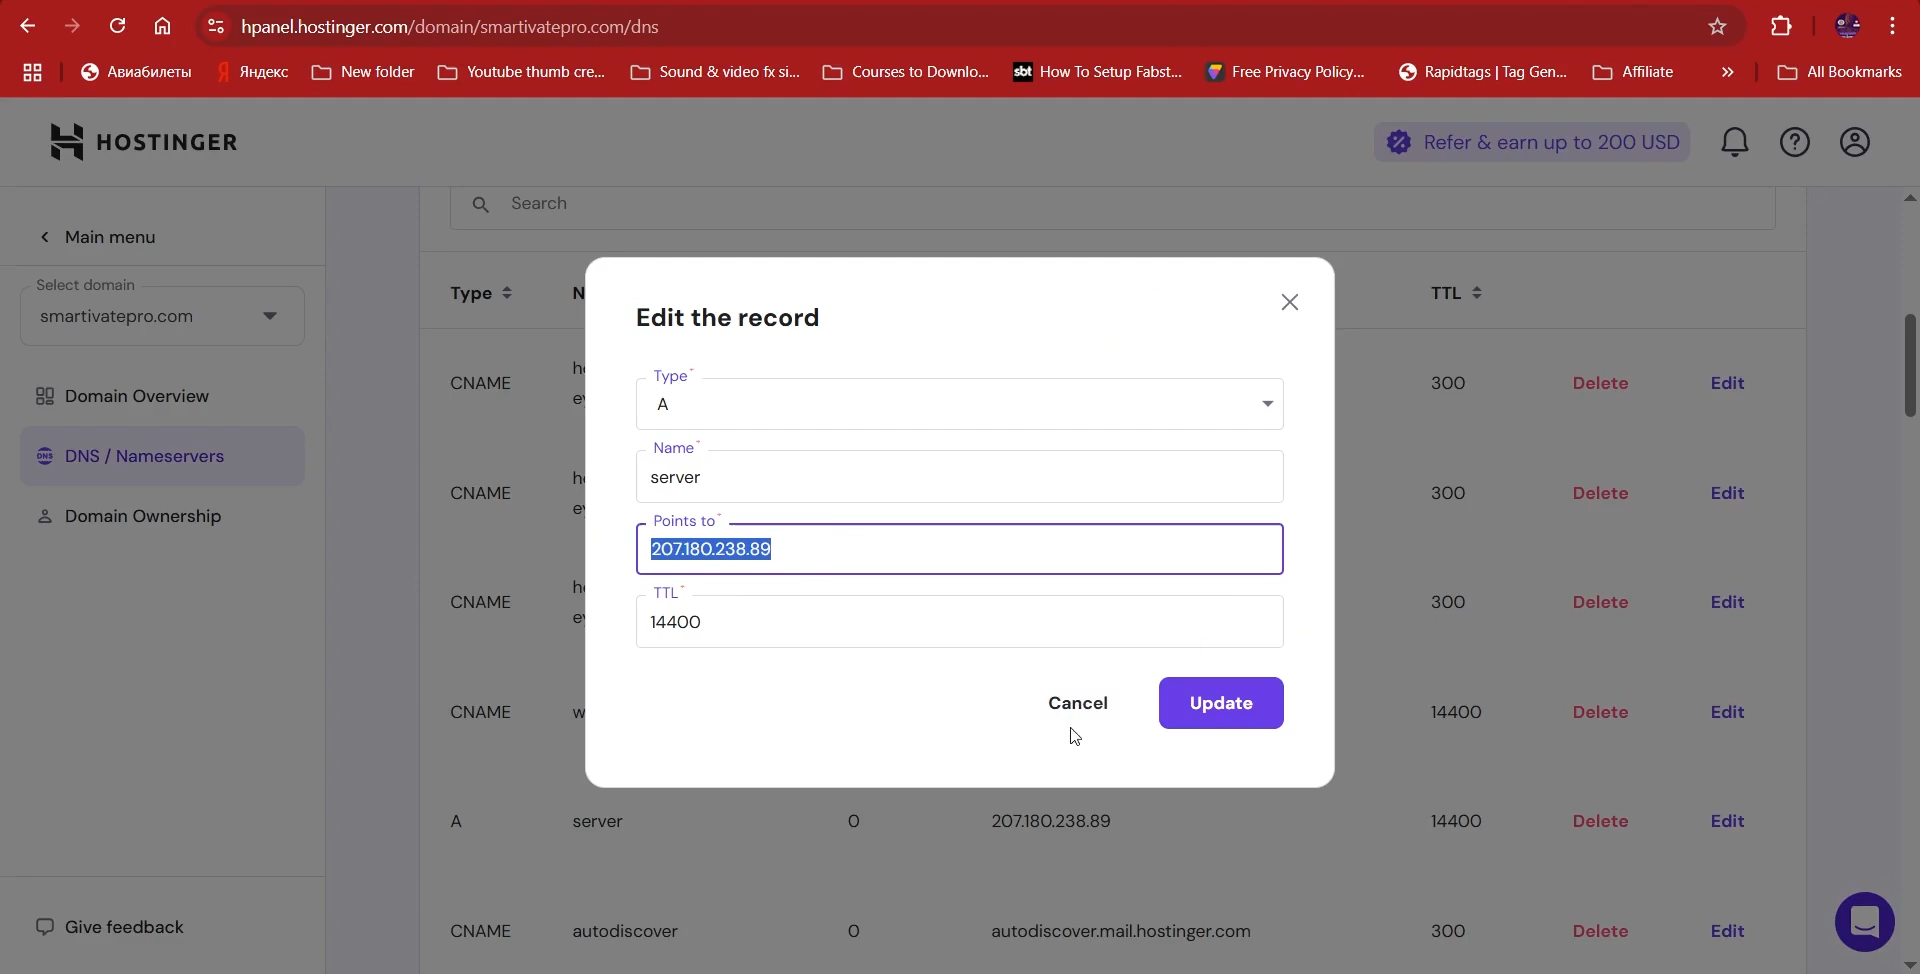 hpanel.hostinger.com/domain/smartivatepro.com/dns
Авиабилеты
Я Яндекс
New folder
Youtube thumb cre...
Sound & video fx si...
Courses to Downlo...
sbt How To Setup Fabst...
Free Privacy Policy...
Rapidtags | Tag Gen...
Affiliate
»
All Bookmarks
HOSTINGER
Refer & earn up to 200 USD
Main menu
Select domain
smartivatepro.com
Domain Overview
DNS DNS / Nameservers
Domain Ownership
Give feedback
Search
Type N TTL
CNAME 300 Delete Edit
CNAME 300 Delete Edit
CNAME 300 Delete Edit
CNAME w 14400 Delete Edit
A server 0 207.180.238.89 14400 Delete Edit
CNAME autodiscover 0 autodiscover.mail.hostinger.com 300 Delete Edit
Edit the record
Type*
A
Name*
server
Points to*
207.180.238.89
TTL*
14400
Cancel
Update